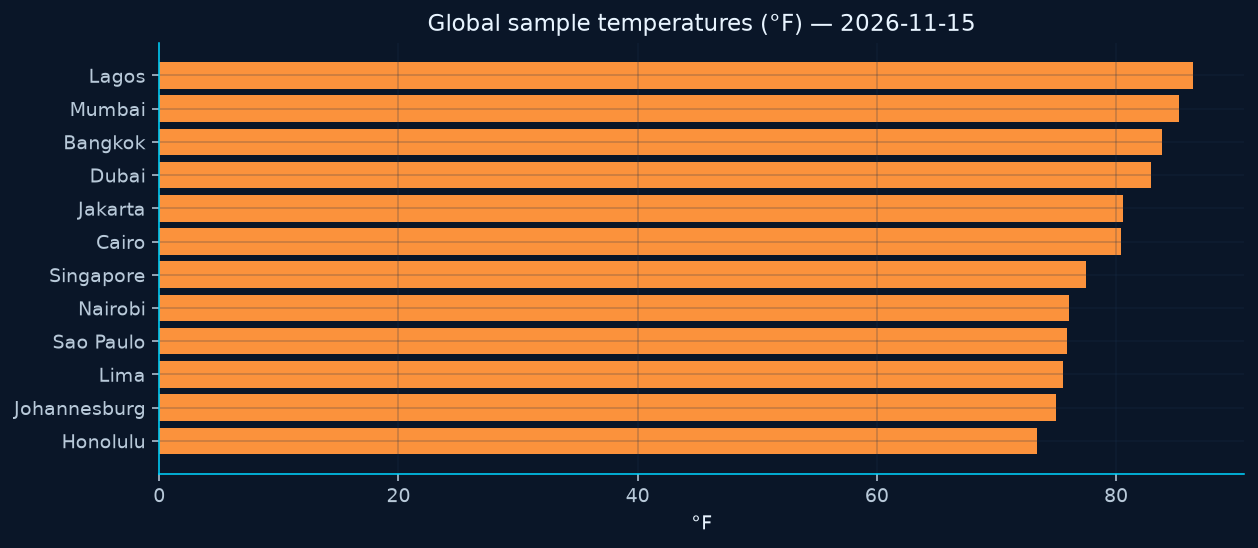 Global sample temperatures (°F) — 2026-11-15
Lagos
Mumbai
Bangkok
Dubai
Jakarta
Cairo
Singapore
Nairobi
Sao Paulo
Lima
Johannesburg
Honolulu
0 20 40 60 80
°F